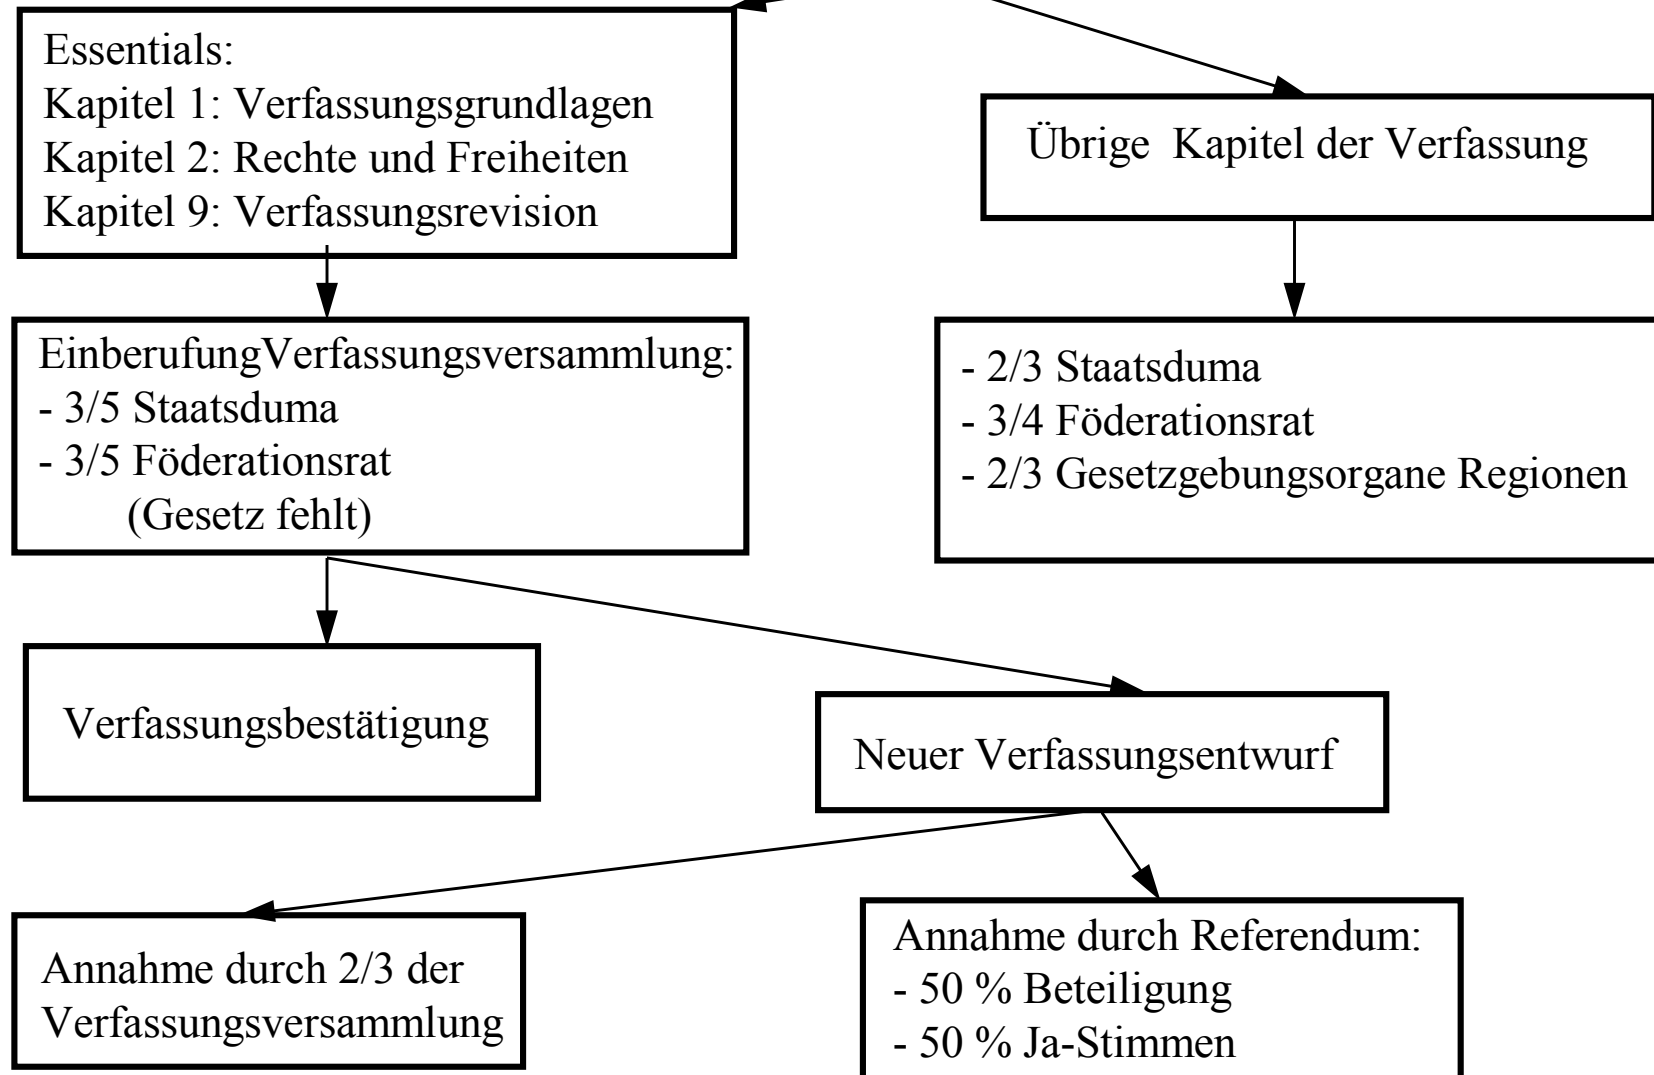 Essentials:
Kapitel 1: Verfassungsgrundlagen
Kapitel 2: Rechte und Freiheiten
Kapitel 9: Verfassungsrevision
Übrige  Kapitel der Verfassung
EinberufungVerfassungsversammlung:
- 3/5 Staatsduma
- 3/5 Föderationsrat
(Gesetz fehlt)
- 2/3 Staatsduma
- 3/4 Föderationsrat
- 2/3 Gesetzgebungsorgane Regionen
Verfassungsbestätigung
Neuer Verfassungsentwurf
Annahme durch 2/3 der
Verfassungsversammlung
Annahme durch Referendum:
- 50 % Beteiligung
- 50 % Ja-Stimmen